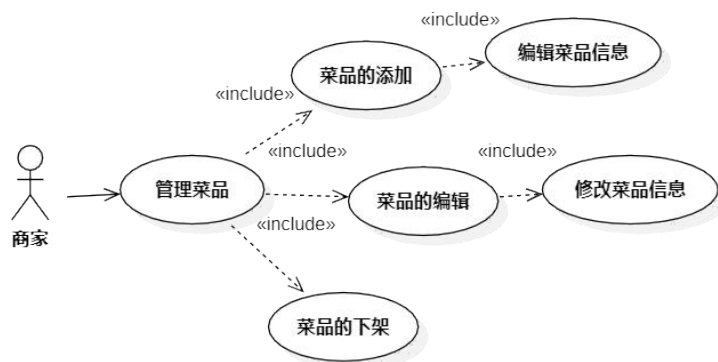 «include»
编辑菜品信息
菜品的添加
«include»
«include»
管理菜品
菜品的编辑
«include»
修改菜品信息
«include»
商家
菜品的下架